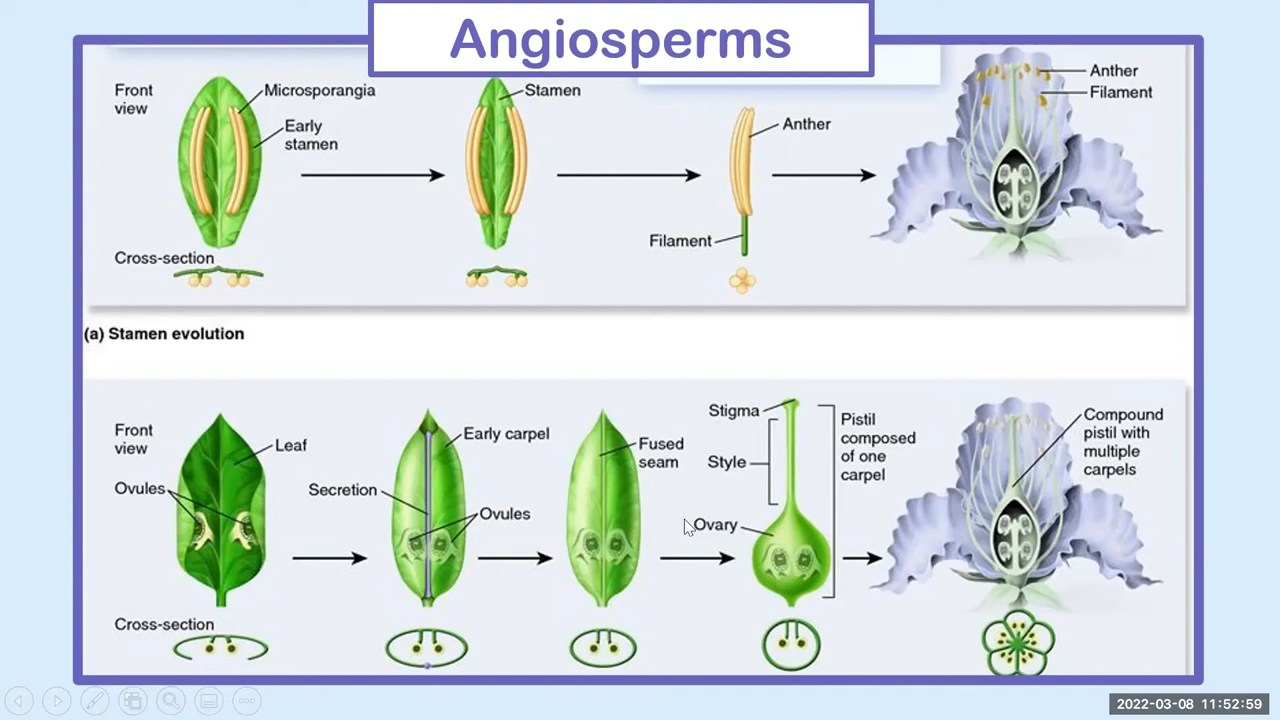 Angiosperms
Front
view
Microsporangia
Early
stamen
Stamen
Anther
Filament
Anther
Filament
Cross-section
(a) Stamen evolution
Front
view
Leaf
Ovules
Early carpel
Secretion
Ovules
Fused
seam
Stigma
Style
Ovary
Pistil
composed
of one
carpel
Compound
pistil with
multiple
carpels
Cross-section
2022-03-08 11:52:59